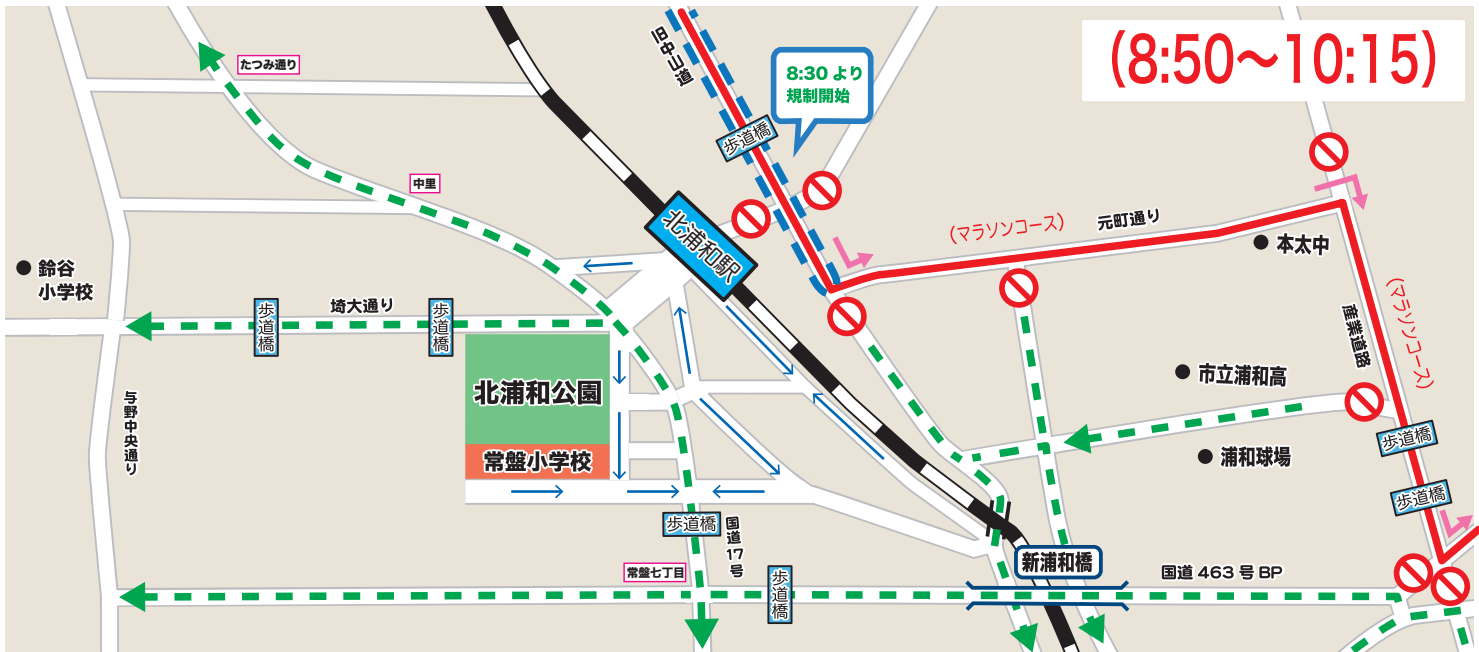 (8:50〜10:15)
旧中山道
8:30 より
規制開始
たつみ通り
歩道橋
中里
北浦和駅
(マラソンコース)
元町通り
本太中
鈴谷
小学校
埼大通り
歩道橋
歩道橋
産業道路
(マラソンコース)
北浦和公園
市立浦和高
与野中央通り
常盤小学校
浦和球場
歩道橋
歩道橋
歩道橋
国道17号
新浦和橋
常盤七丁目
歩道橋
国道 463 号 BP